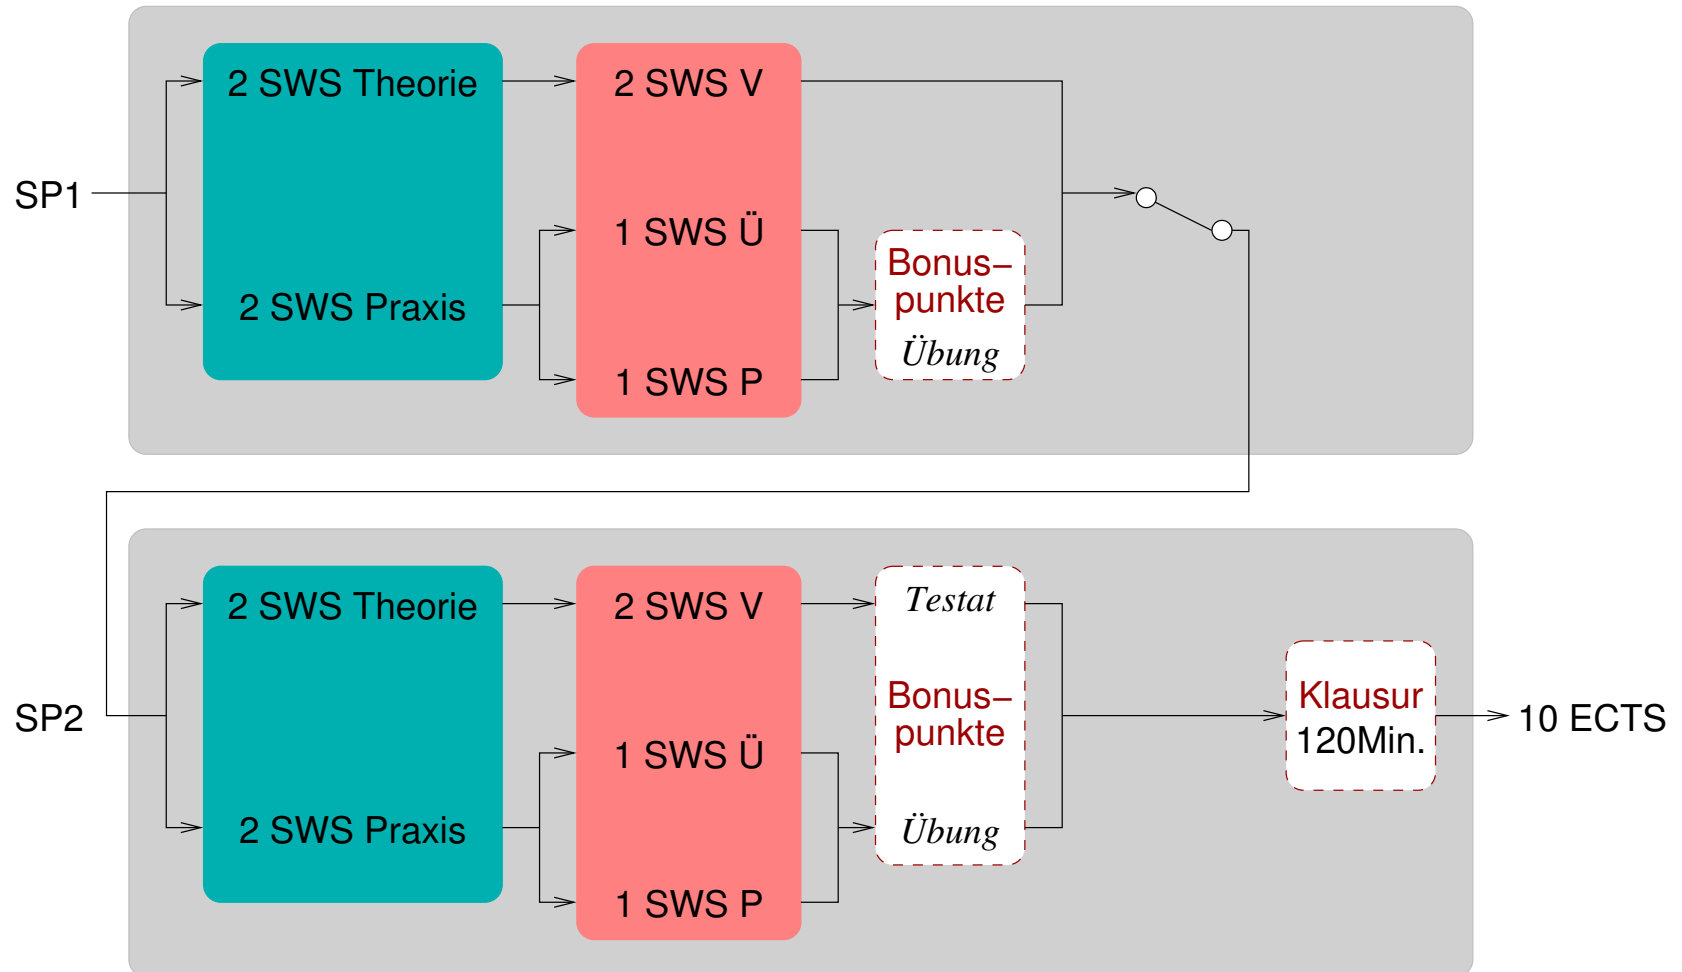 SP1
2 SWS Theorie
2 SWS Praxis
2 SWS V
1 SWS Ü
1 SWS P
Bonus–
punkte
Übung
SP2
2 SWS Theorie
2 SWS Praxis
2 SWS V
1 SWS Ü
1 SWS P
Testat
Bonus–
punkte
Übung
Klausur
120Min.
10 ECTS